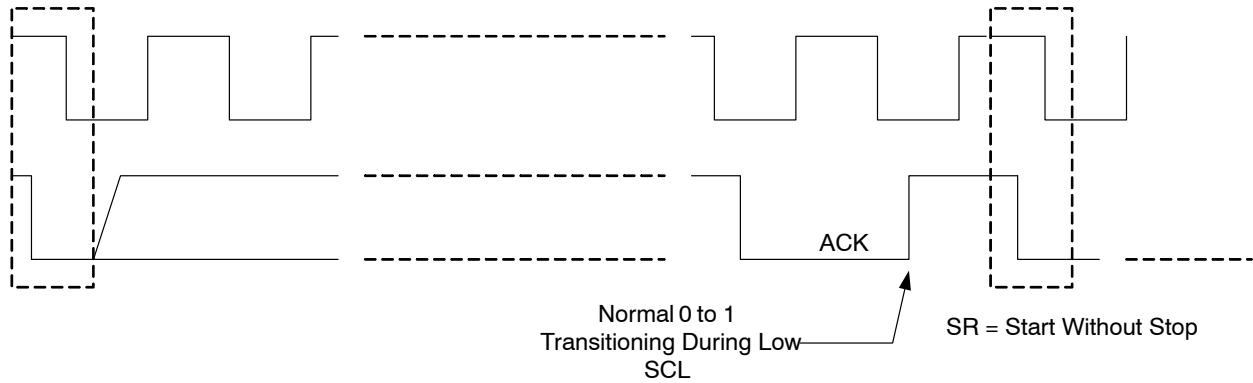 ACK
Normal 0 to 1
Transitioning During Low
SCL
SR = Start Without Stop